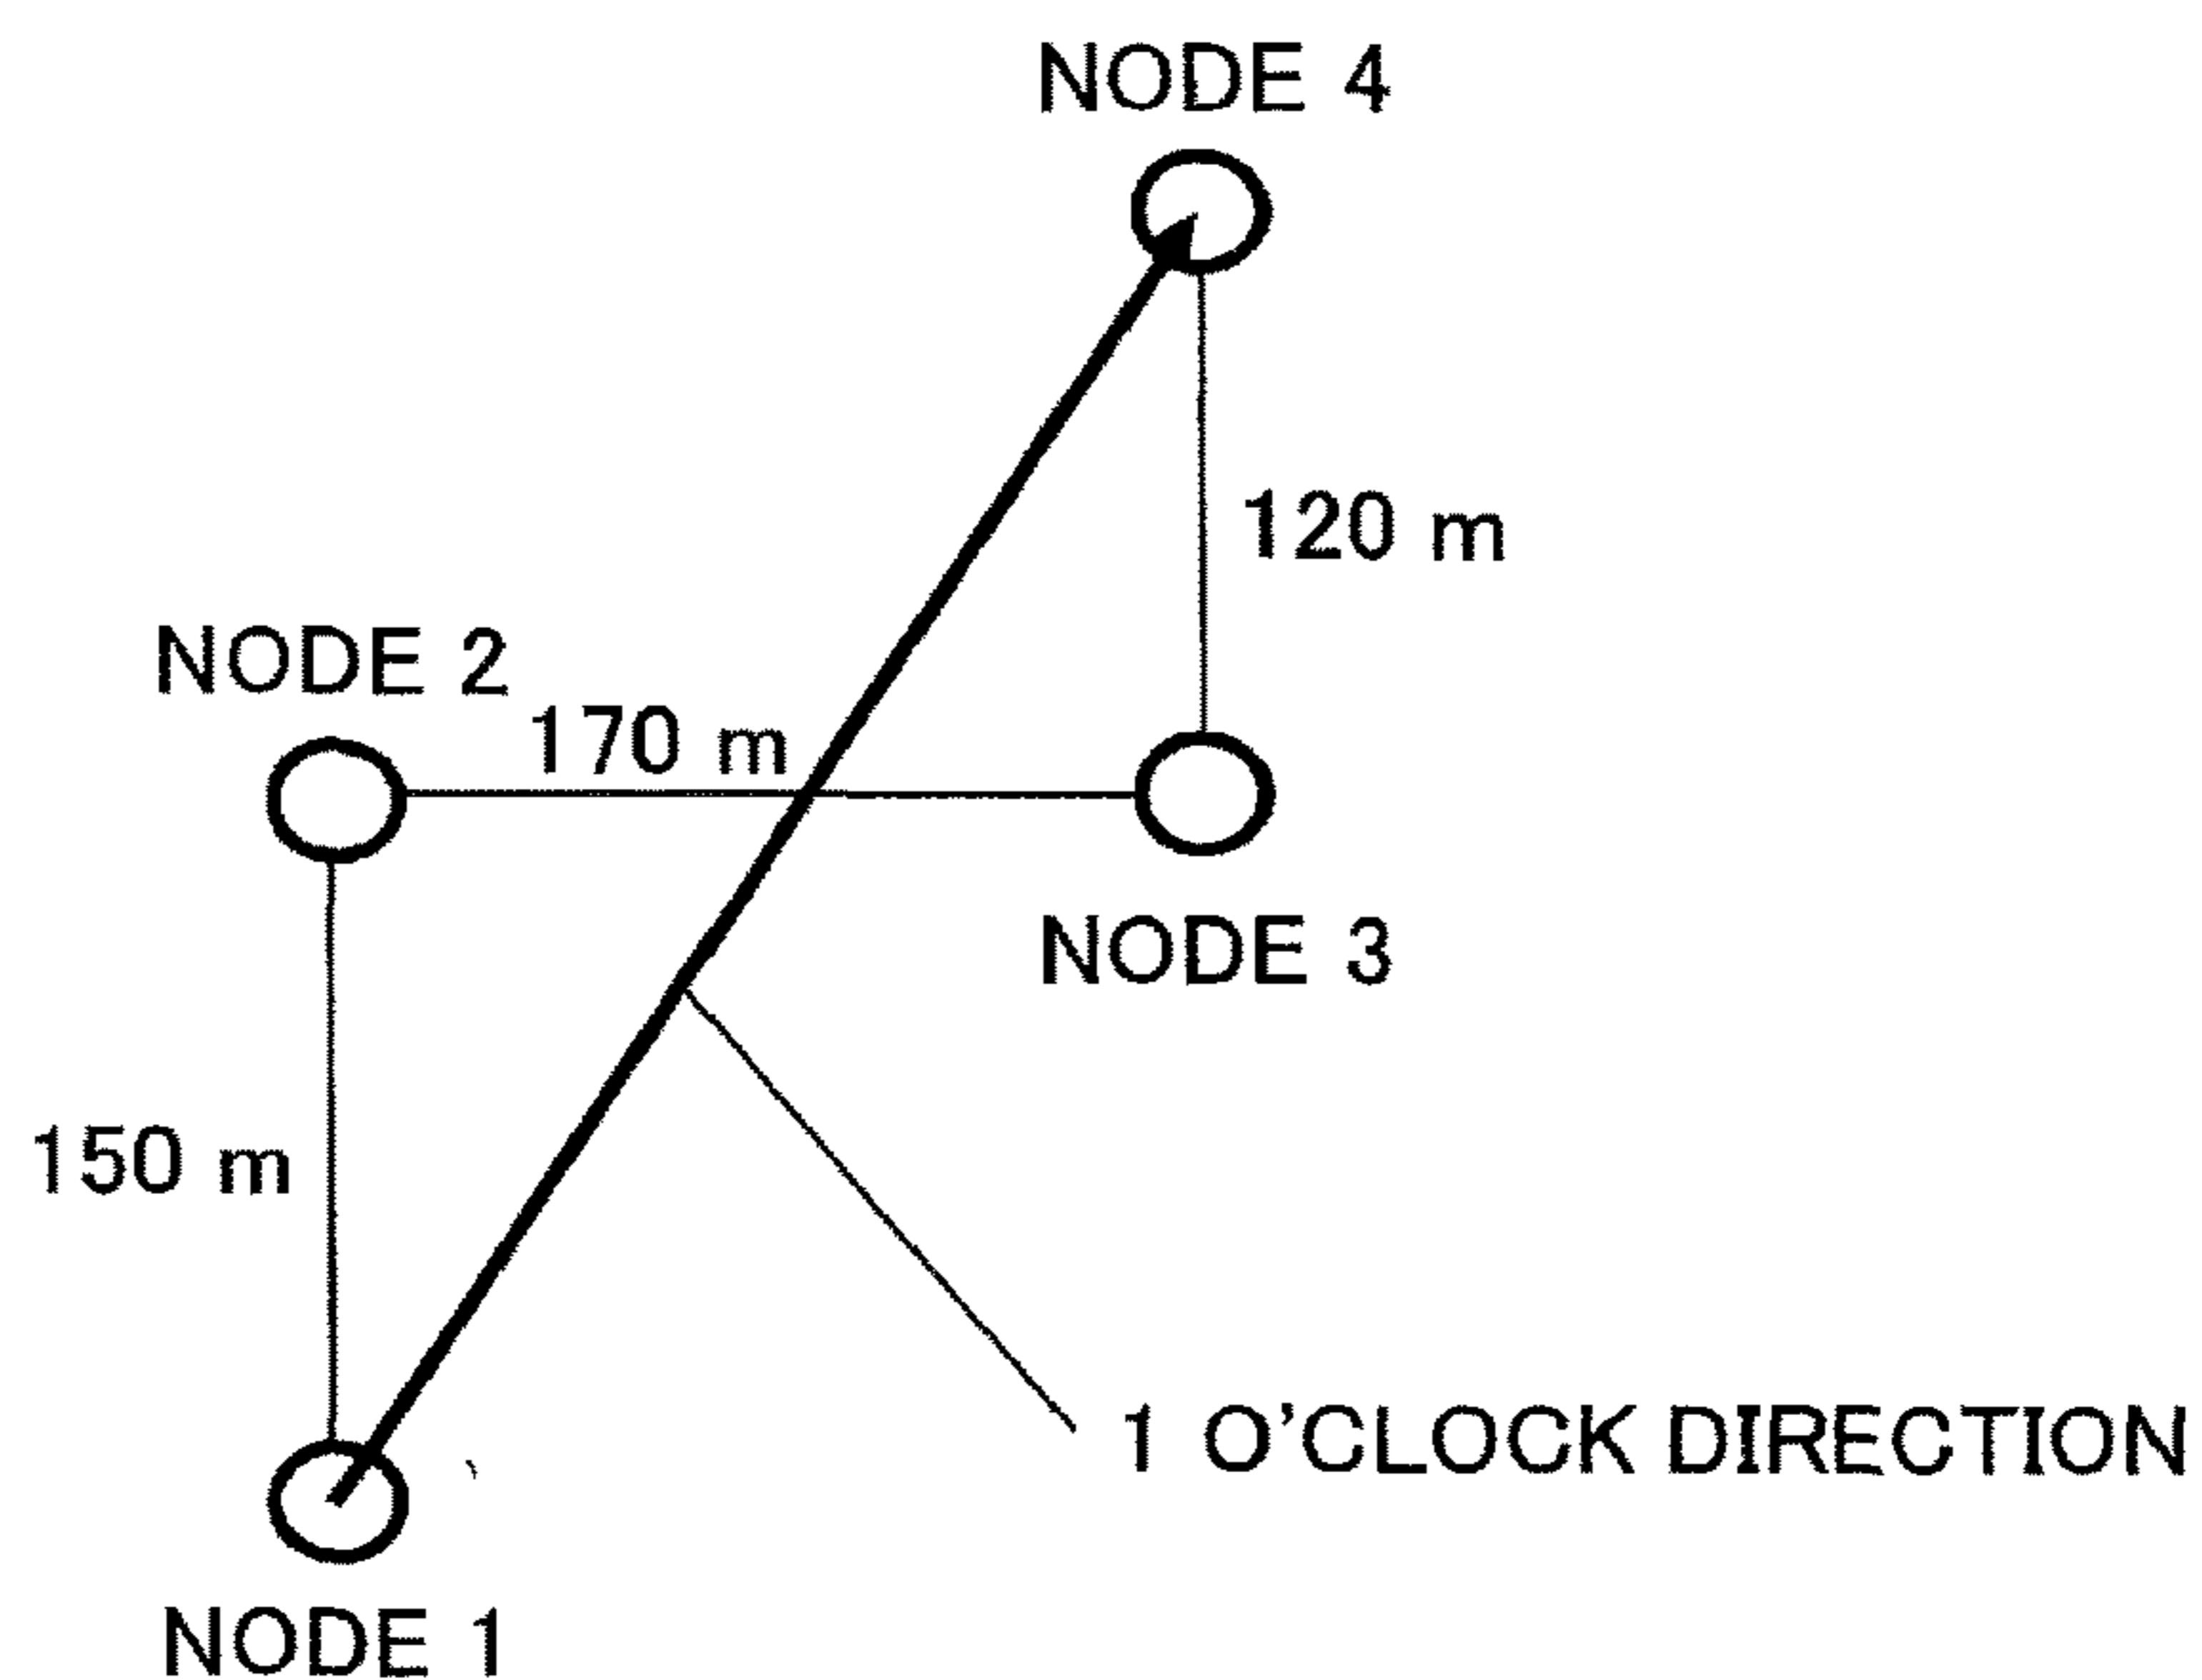 NODE 4
120 m
NODE 2
170 m
NODE 3
150 m
1 O'CLOCK DIRECTION
NODE 1